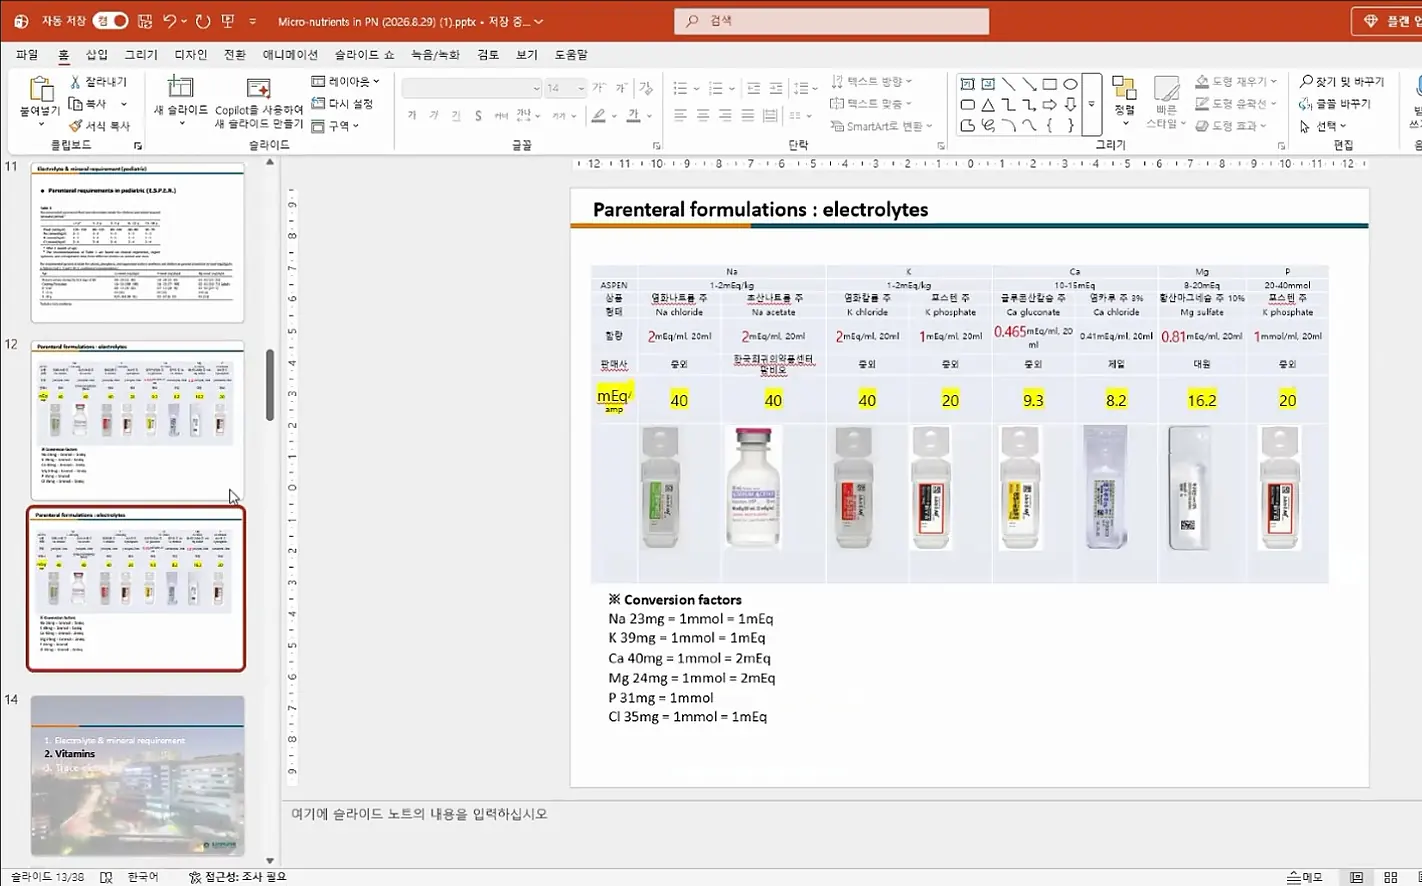 자동 저장 켬 Micro-nutrients in PN (2026.8.29) (1).pptx • 저장 중... 검색
파일 홈 삽입 그리기 디자인 전환 애니메이션 슬라이드 쇼 녹음/녹화 검토 보기 도움말
붙여넣기 잘라내기 복사 서식 복사
클립보드
새 슬라이드 Copilot을 사용하여 새 슬라이드 만들기 레이아웃 다시 설정 구역
슬라이드
14
글꼴
텍스트 방향 텍스트 맞춤 SmartArt로 변환
단락
정렬 빠른 스타일 도형 채우기 도형 윤곽선 도형 효과
그리기
찾기 및 바꾸기 글꼴 바꾸기 선택
편집
11
Electrolyte & mineral requirement (pediatric)
Parenteral requirements in pediatric (E.S.P.E.N.)
12
Parenteral formulations : electrolytes
Parenteral formulations : electrolytes
14
1. Electrolyte & mineral requirement
2. Vitamins
Parenteral formulations : electrolytes
Na K Ca Mg P
ASPEN 1-2mEq/kg 1-2mEq/kg 10-15mEq 8-20mEq 20-40mmol
상품 염화나트륨 주 초산나트륨 주 염화칼륨 주 포스텐 주 글루콘산칼슘 주 염카루 주 3% 황산마그네슘 주 10% 포스텐 주
형태 Na chloride Na acetate K chloride K phosphate Ca gluconate Ca chloride Mg sulfate K phosphate
함량 2mEq/ml, 20ml 2mEq/ml, 20ml 2mEq/ml, 20ml 1mEq/ml, 20ml 0.465mEq/ml, 20ml 0.41mEq/ml, 20ml 0.81mEq/ml, 20ml 1mmol/ml, 20ml
판매사 중외 한국희귀의약품센터 중외 중외 중외 제일 대원 중외
mEq/amp 40 40 40 20 9.3 8.2 16.2 20
※ Conversion factors
Na 23mg = 1mmol = 1mEq
K 39mg = 1mmol = 1mEq
Ca 40mg = 1mmol = 2mEq
Mg 24mg = 1mmol = 2mEq
P 31mg = 1mmol
Cl 35mg = 1mmol = 1mEq
여기에 슬라이드 노트의 내용을 입력하십시오
슬라이드 13/38 한국어 접근성: 조사 필요 메모